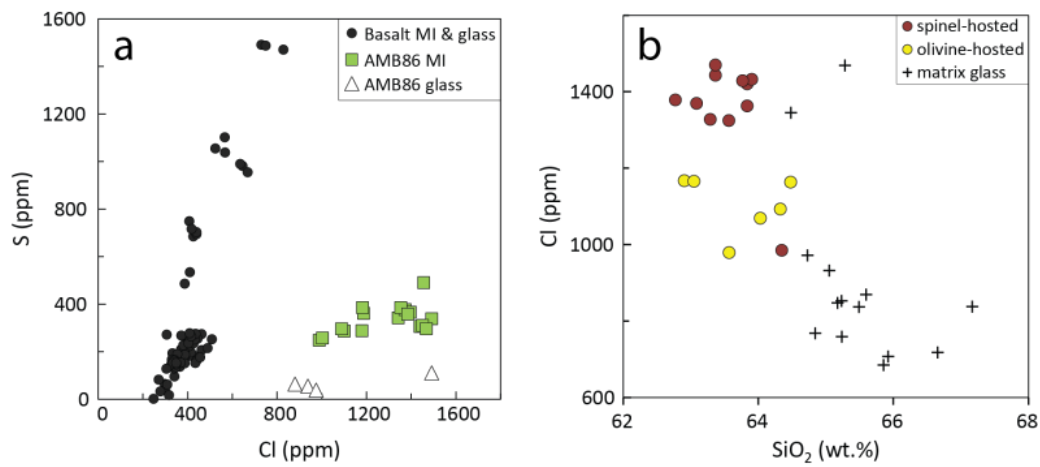 a
Basalt MI & glass
AMB86 MI
AMB86 glass
1600
1200
800
400
0
S (ppm)
0 400 800 1200 1600
Cl (ppm)
b
spinel-hosted
olivine-hosted
matrix glass
1400
1000
600
Cl (ppm)
62 64 66 68
SiO₂ (wt.%)